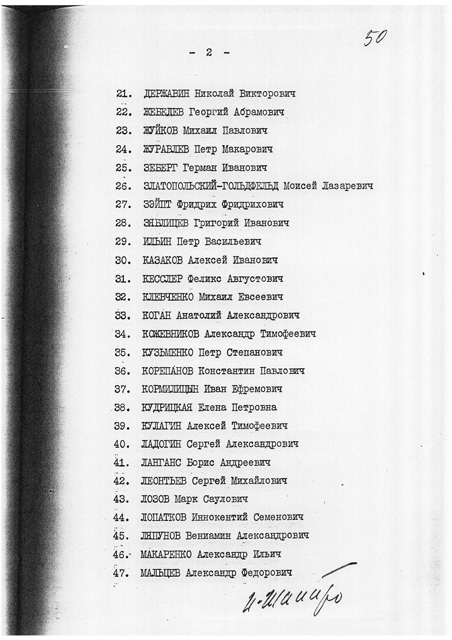 50
- 2 -
21. ДЕРЖАВИН Николай Викторович
22. ЖЕБЕЛЕВ Георгий Абрамович
23. ЖУЙКОВ Михаил Павлович
24. ЖУРАВЛЕВ Петр Макарович
25. ЗЕБЕРГ Герман Иванович
26. ЗЛАТОПОЛЬСКИЙ-ГОЛЬДФЕЛЬД Моисей Лазаревич
27. ЗЭЙПТ Фридрих Фридрихович
28. ЗЯБЛИЦЕВ Григорий Иванович
29. ИЛЬИН Петр Васильевич
30. КАЗАКОВ Алексей Иванович
31. КЕССЛЕР Феликс Августович
32. КЛЕВЧЕНКО Михаил Евсеевич
33. КОГАН Анатолий Александрович
34. КОЖЕВНИКОВ Александр Тимофеевич
35. КУЗЬМЕНКО Петр Степанович
36. КОРЕПАНОВ Константин Павлович
37. КОРМИЛИЦЫН Иван Ефремович
38. КУДРИЦКАЯ Елена Петровна
39. КУЛАГИН Алексей Тимофеевич
40. ЛАДОГИН Сергей Александрович
41. ЛАНГАНС Борис Андреевич
42. ЛЕОНТЬЕВ Сергей Михайлович
43. ЛОЗОВ Марк Саулович
44. ЛОПАТКОВ Иннокентий Семенович
45. ЛЯПУНОВ Вениамин Александрович
46. МАКАРЕНКО Александр Ильич
47. МАЛЬЦЕВ Александр Федорович